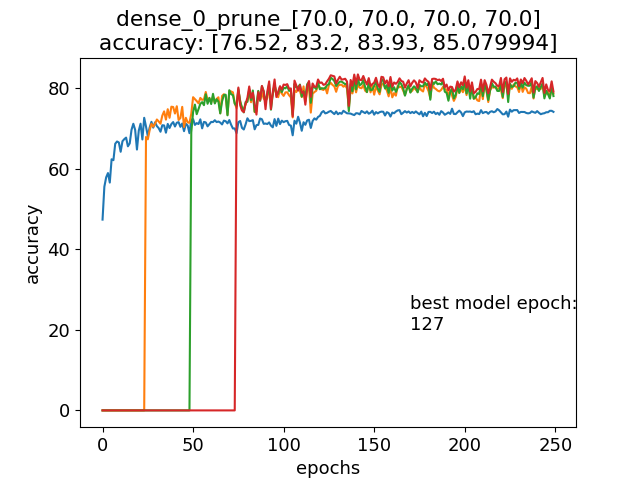 dense_0_prune_[70.0, 70.0, 70.0, 70.0]
accuracy: [76.52, 83.2, 83.93, 85.079994]
80
60
40
20
0
accuracy
best model epoch:
127
0 50 100 150 200 250
epochs